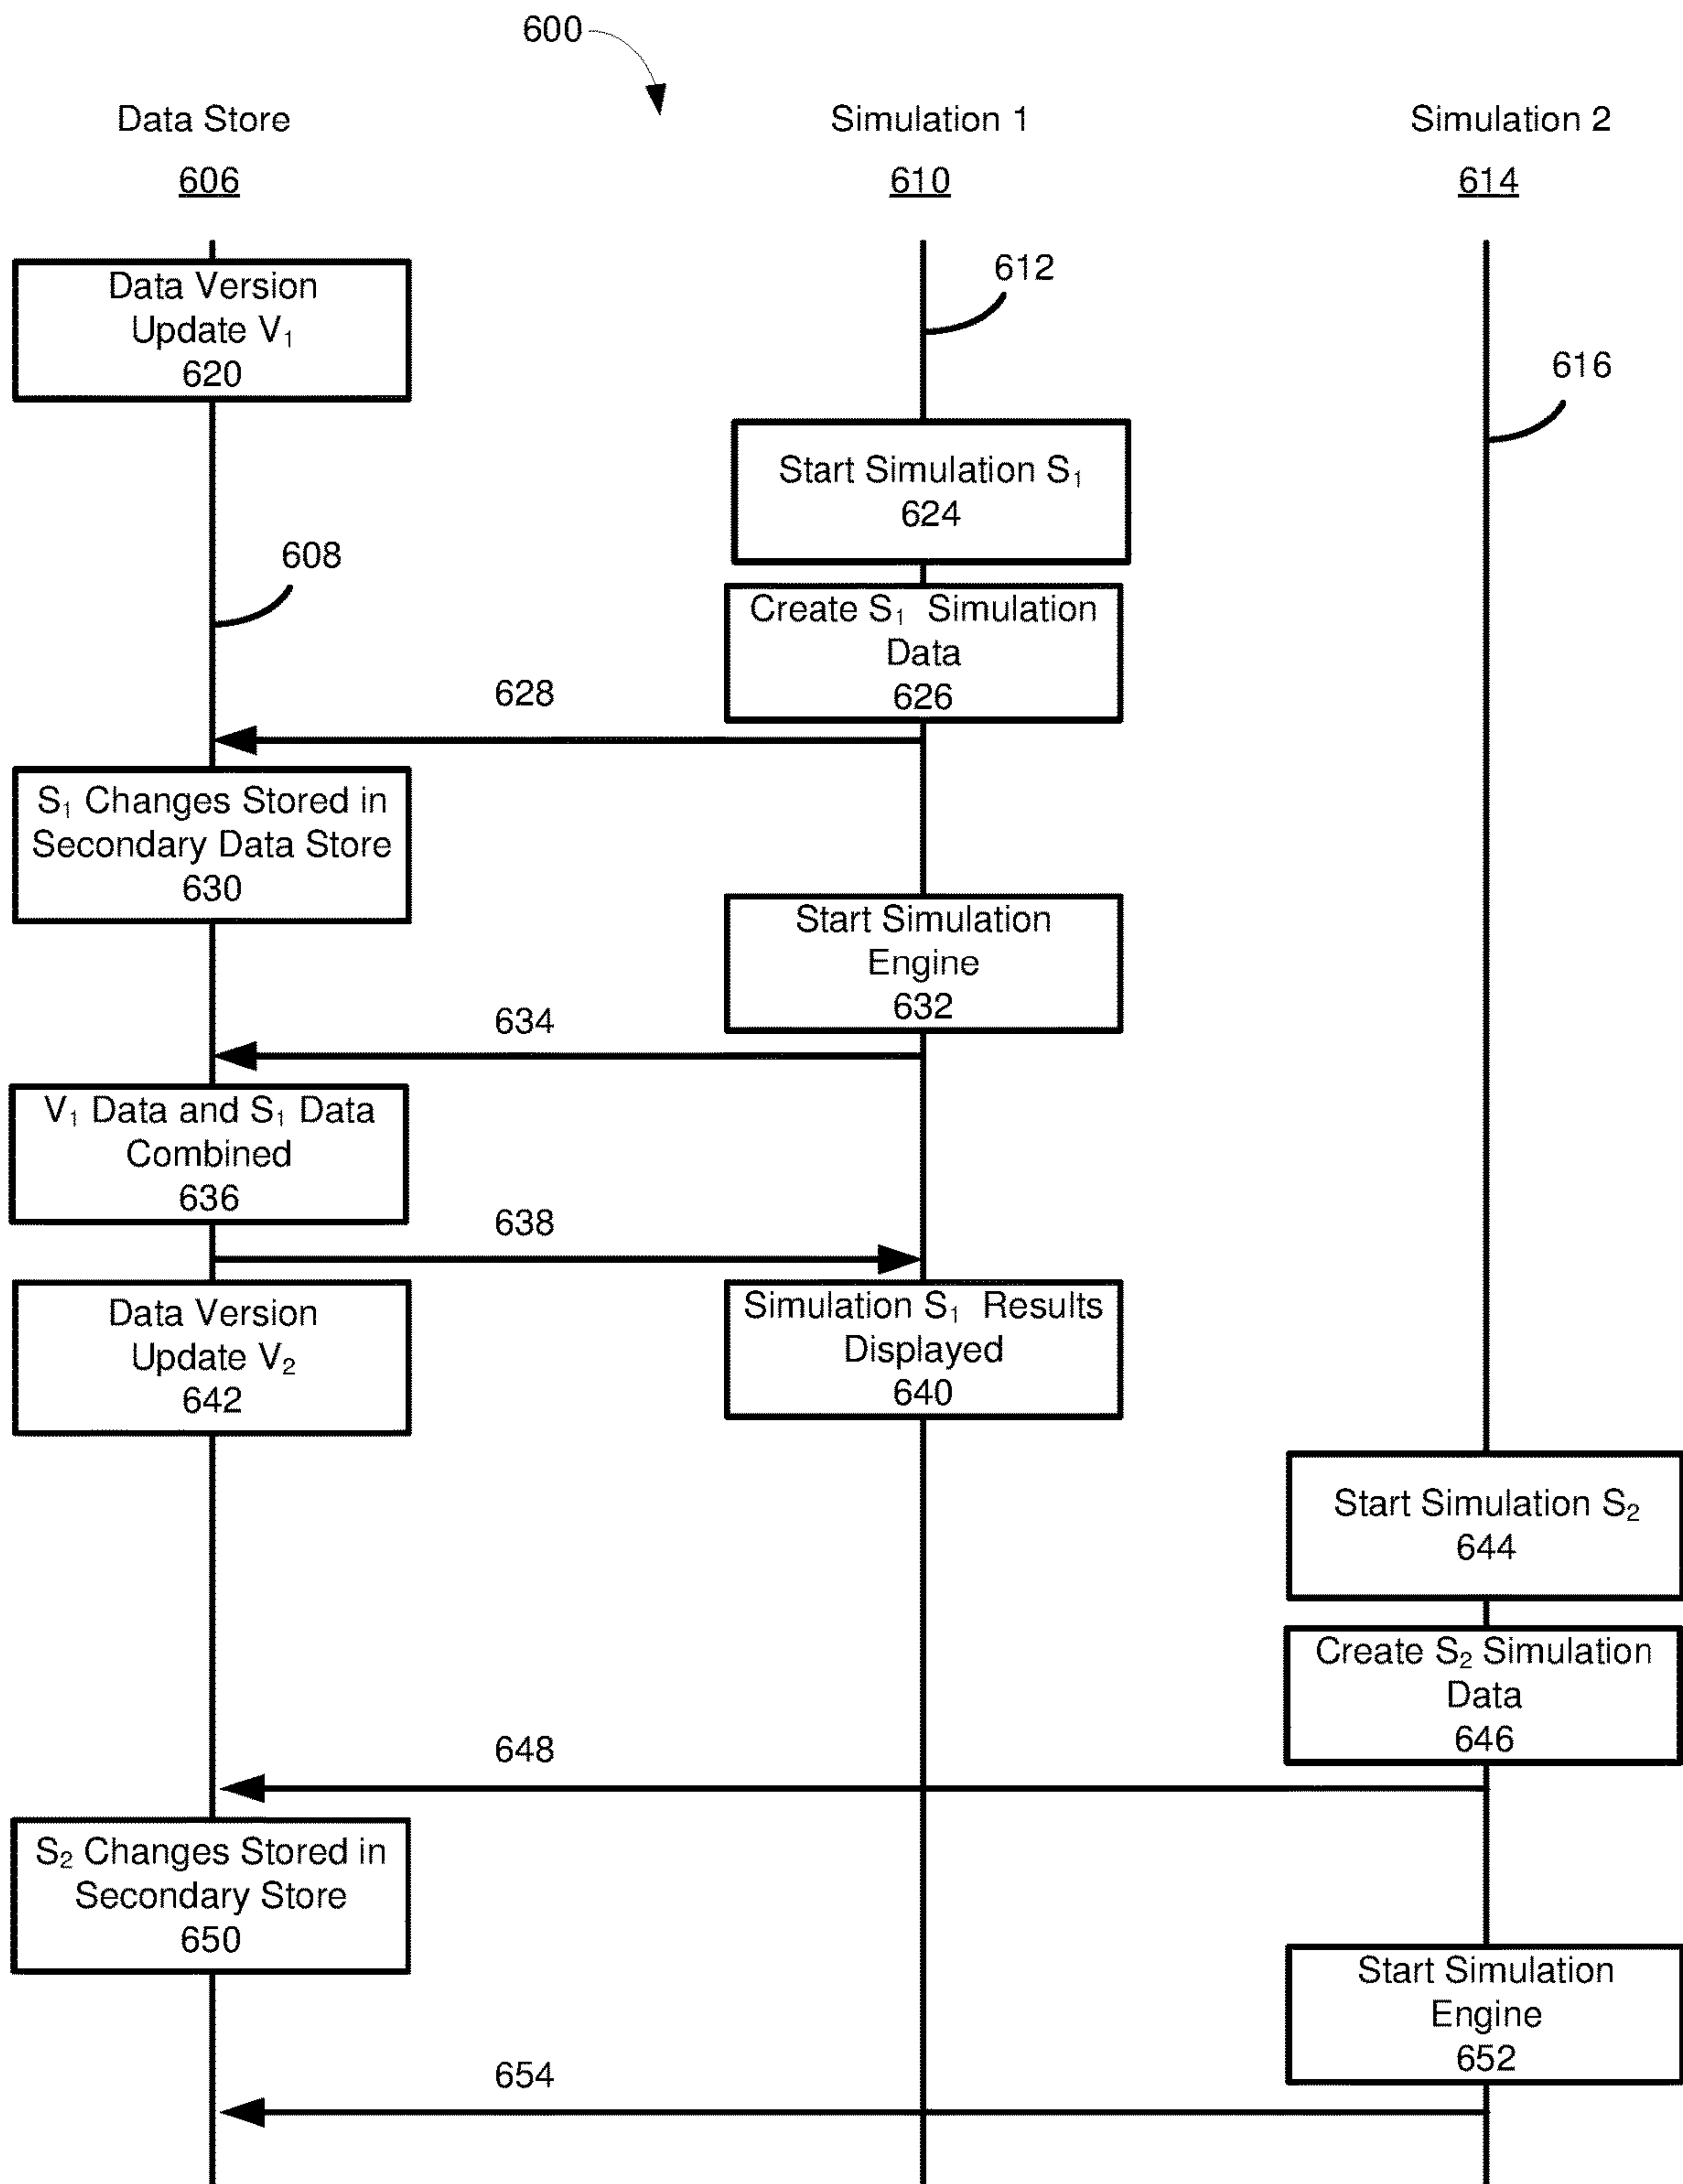 600
Data Store
Simulation 1
Simulation 2
606
610
614
Data Version
Update V₁
620
612
616
Start Simulation S₁
624
608
Create S₁ Simulation
Data
626
628
S₁ Changes Stored in
Secondary Data Store
630
Start Simulation
Engine
632
634
V₁ Data and S₁ Data
Combined
636
638
Data Version
Update V₂
642
Simulation S₁ Results
Displayed
640
Start Simulation S₂
644
Create S₂ Simulation
Data
646
648
S₂ Changes Stored in
Secondary Store
650
Start Simulation
Engine
652
654